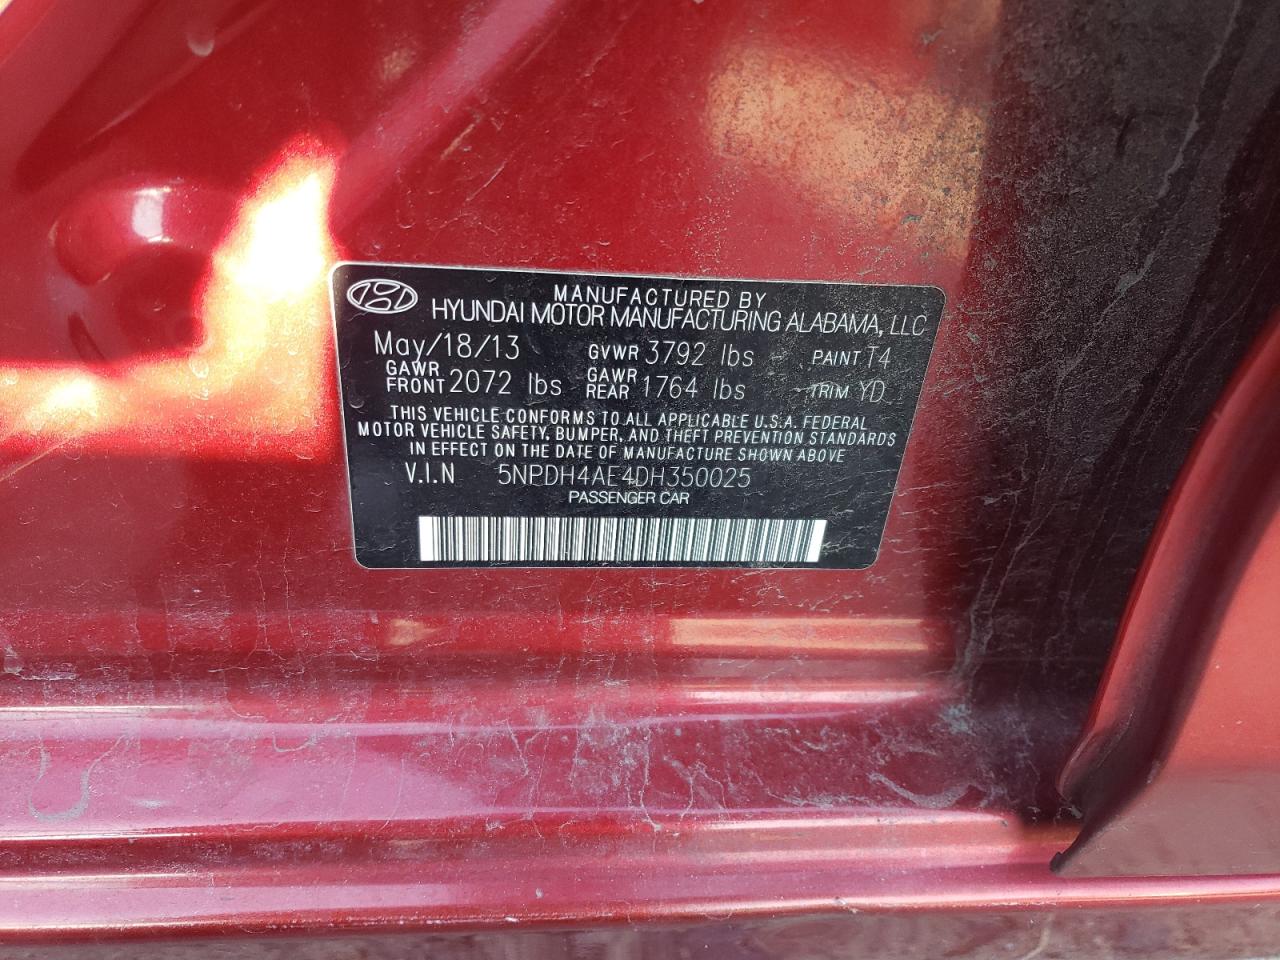 MANUFACTURED BY
HYUNDAI MOTOR MANUFACTURING ALABAMA, LLC
May/18/13 GVWR 3792 lbs PAINT T4
GAWR FRONT 2072 lbs GAWR REAR 1764 lbs TRIM YD
THIS VEHICLE CONFORMS TO ALL APPLICABLE U.S.A. FEDERAL
MOTOR VEHICLE SAFETY, BUMPER, AND THEFT PREVENTION STANDARDS
IN EFFECT ON THE DATE OF MANUFACTURE SHOWN ABOVE
V.I.N 5NPDH4AE4DH350025
PASSENGER CAR